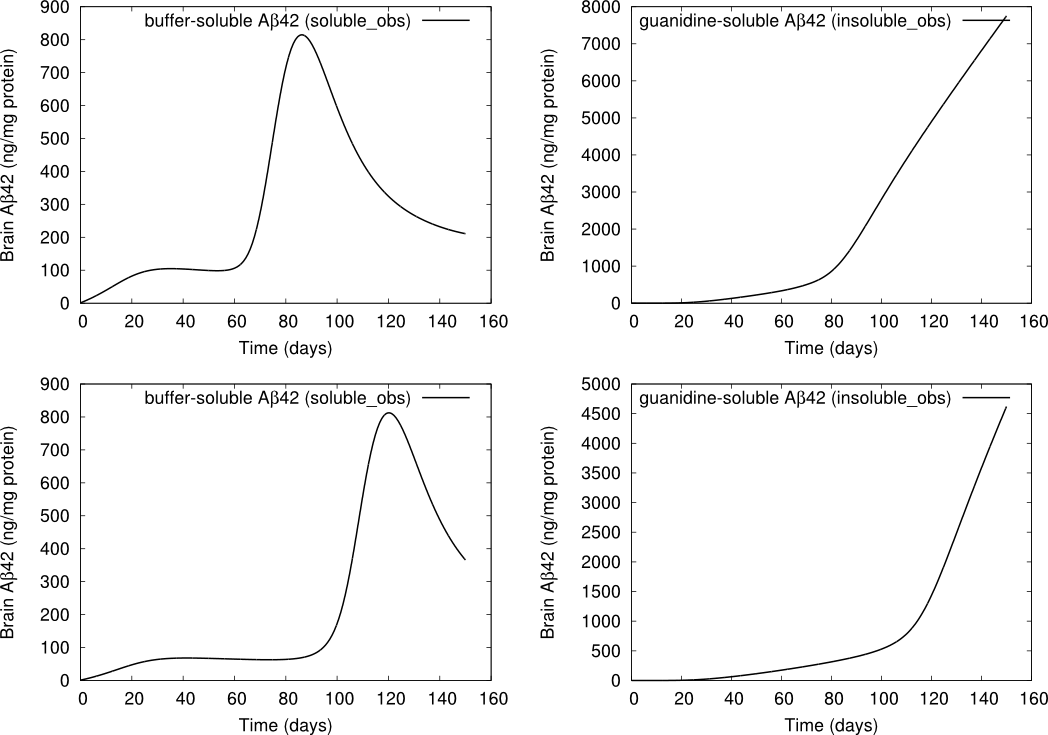 buffer-soluble Aβ42 (soluble_obs)
Brain Aβ42 (ng/mg protein)
900
800
700
600
500
400
300
200
100
0
0 20 40 60 80 100 120 140 160
Time (days)
guanidine-soluble Aβ42 (insoluble_obs)
Brain Aβ42 (ng/mg protein)
8000
7000
6000
5000
4000
3000
2000
1000
0
0 20 40 60 80 100 120 140 160
Time (days)
buffer-soluble Aβ42 (soluble_obs)
Brain Aβ42 (ng/mg protein)
900
800
700
600
500
400
300
200
100
0
0 20 40 60 80 100 120 140 160
Time (days)
guanidine-soluble Aβ42 (insoluble_obs)
Brain Aβ42 (ng/mg protein)
5000
4500
4000
3500
3000
2500
2000
1500
1000
500
0
0 20 40 60 80 100 120 140 160
Time (days)